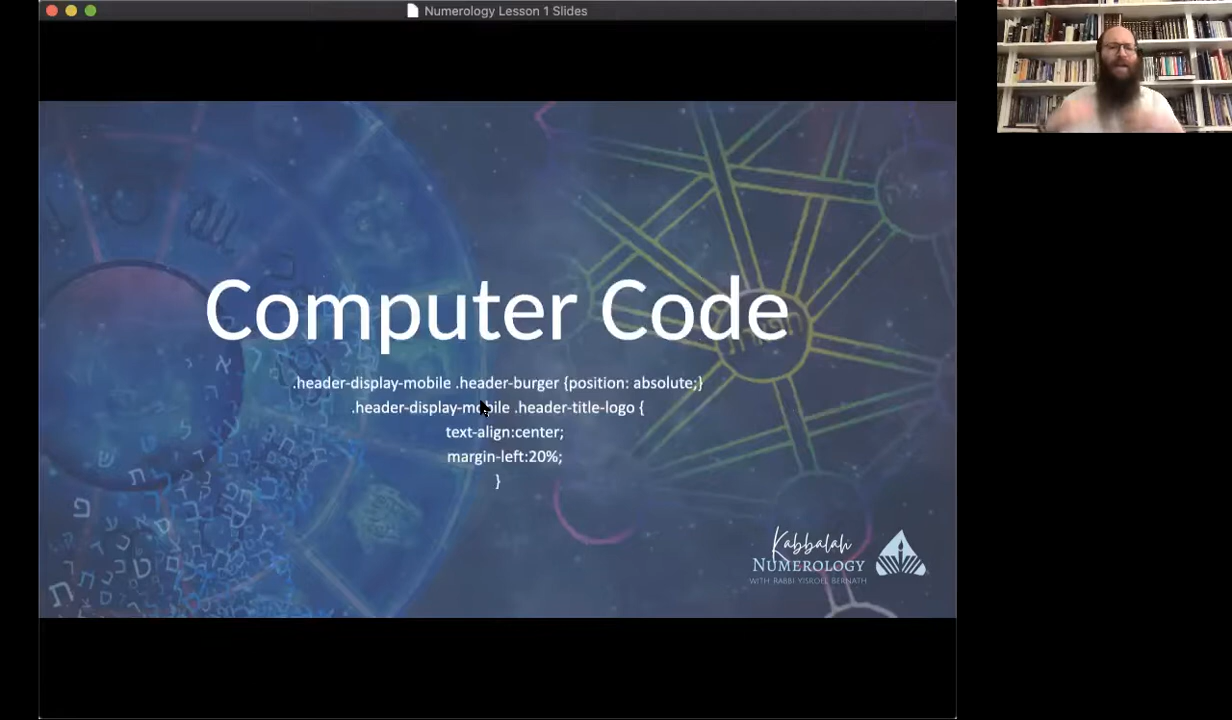 Numerology Lesson 1 Slides
Computer Code
.header-display-mobile .header-burger {position: absolute;}
.header-display-mobile .header-title-logo {
text-align:center;
margin-left:20%;
}
Kabbalah
NUMEROLOGY
WITH RABBI YISROEL BERNATH